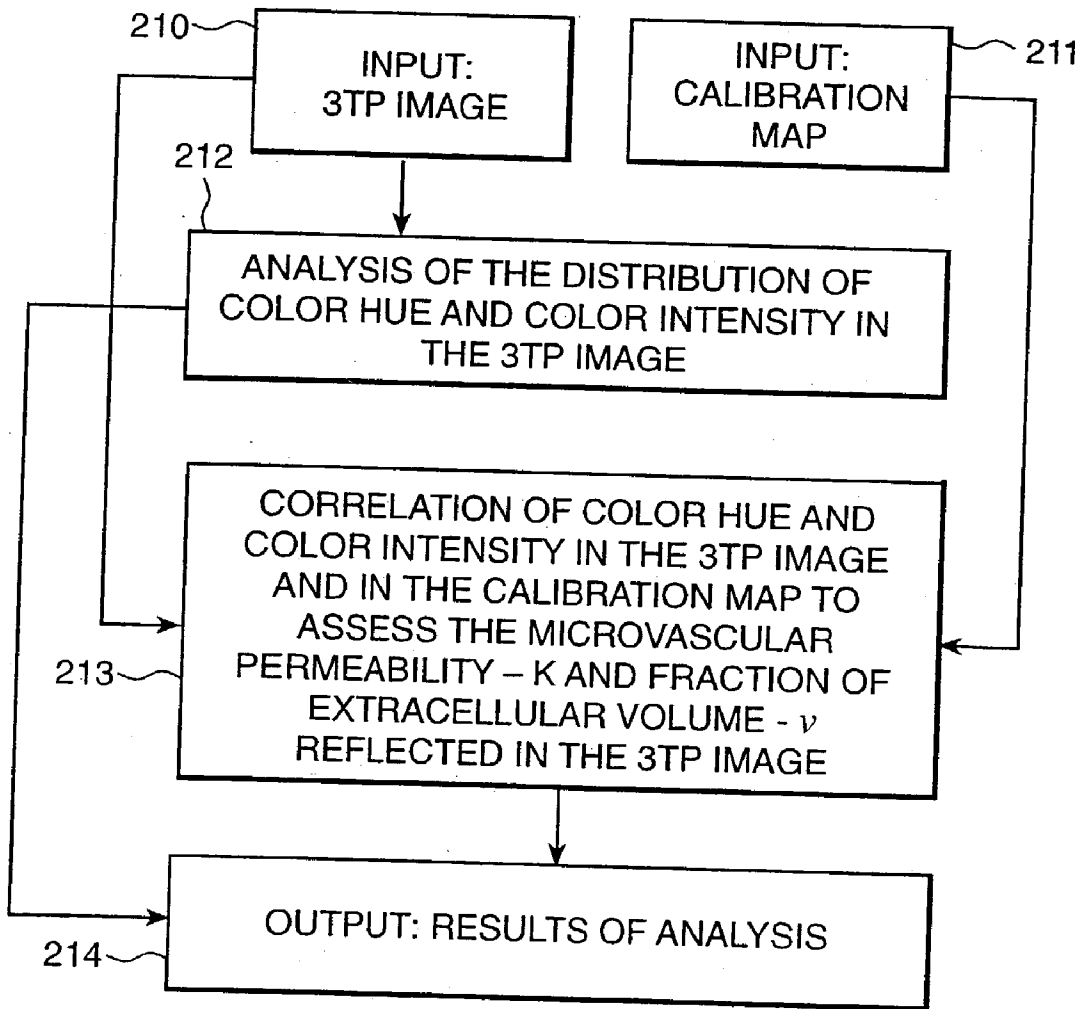 210
INPUT:
3TP IMAGE
INPUT:
CALIBRATION
MAP
211
212
ANALYSIS OF THE DISTRIBUTION OF
COLOR HUE AND COLOR INTENSITY IN
THE 3TP IMAGE
CORRELATION OF COLOR HUE AND
COLOR INTENSITY IN THE 3TP IMAGE
AND IN THE CALIBRATION MAP TO
ASSESS THE MICROVASCULAR
PERMEABILITY – K AND FRACTION OF
EXTRACELLULAR VOLUME - v
REFLECTED IN THE 3TP IMAGE
213
OUTPUT: RESULTS OF ANALYSIS
214